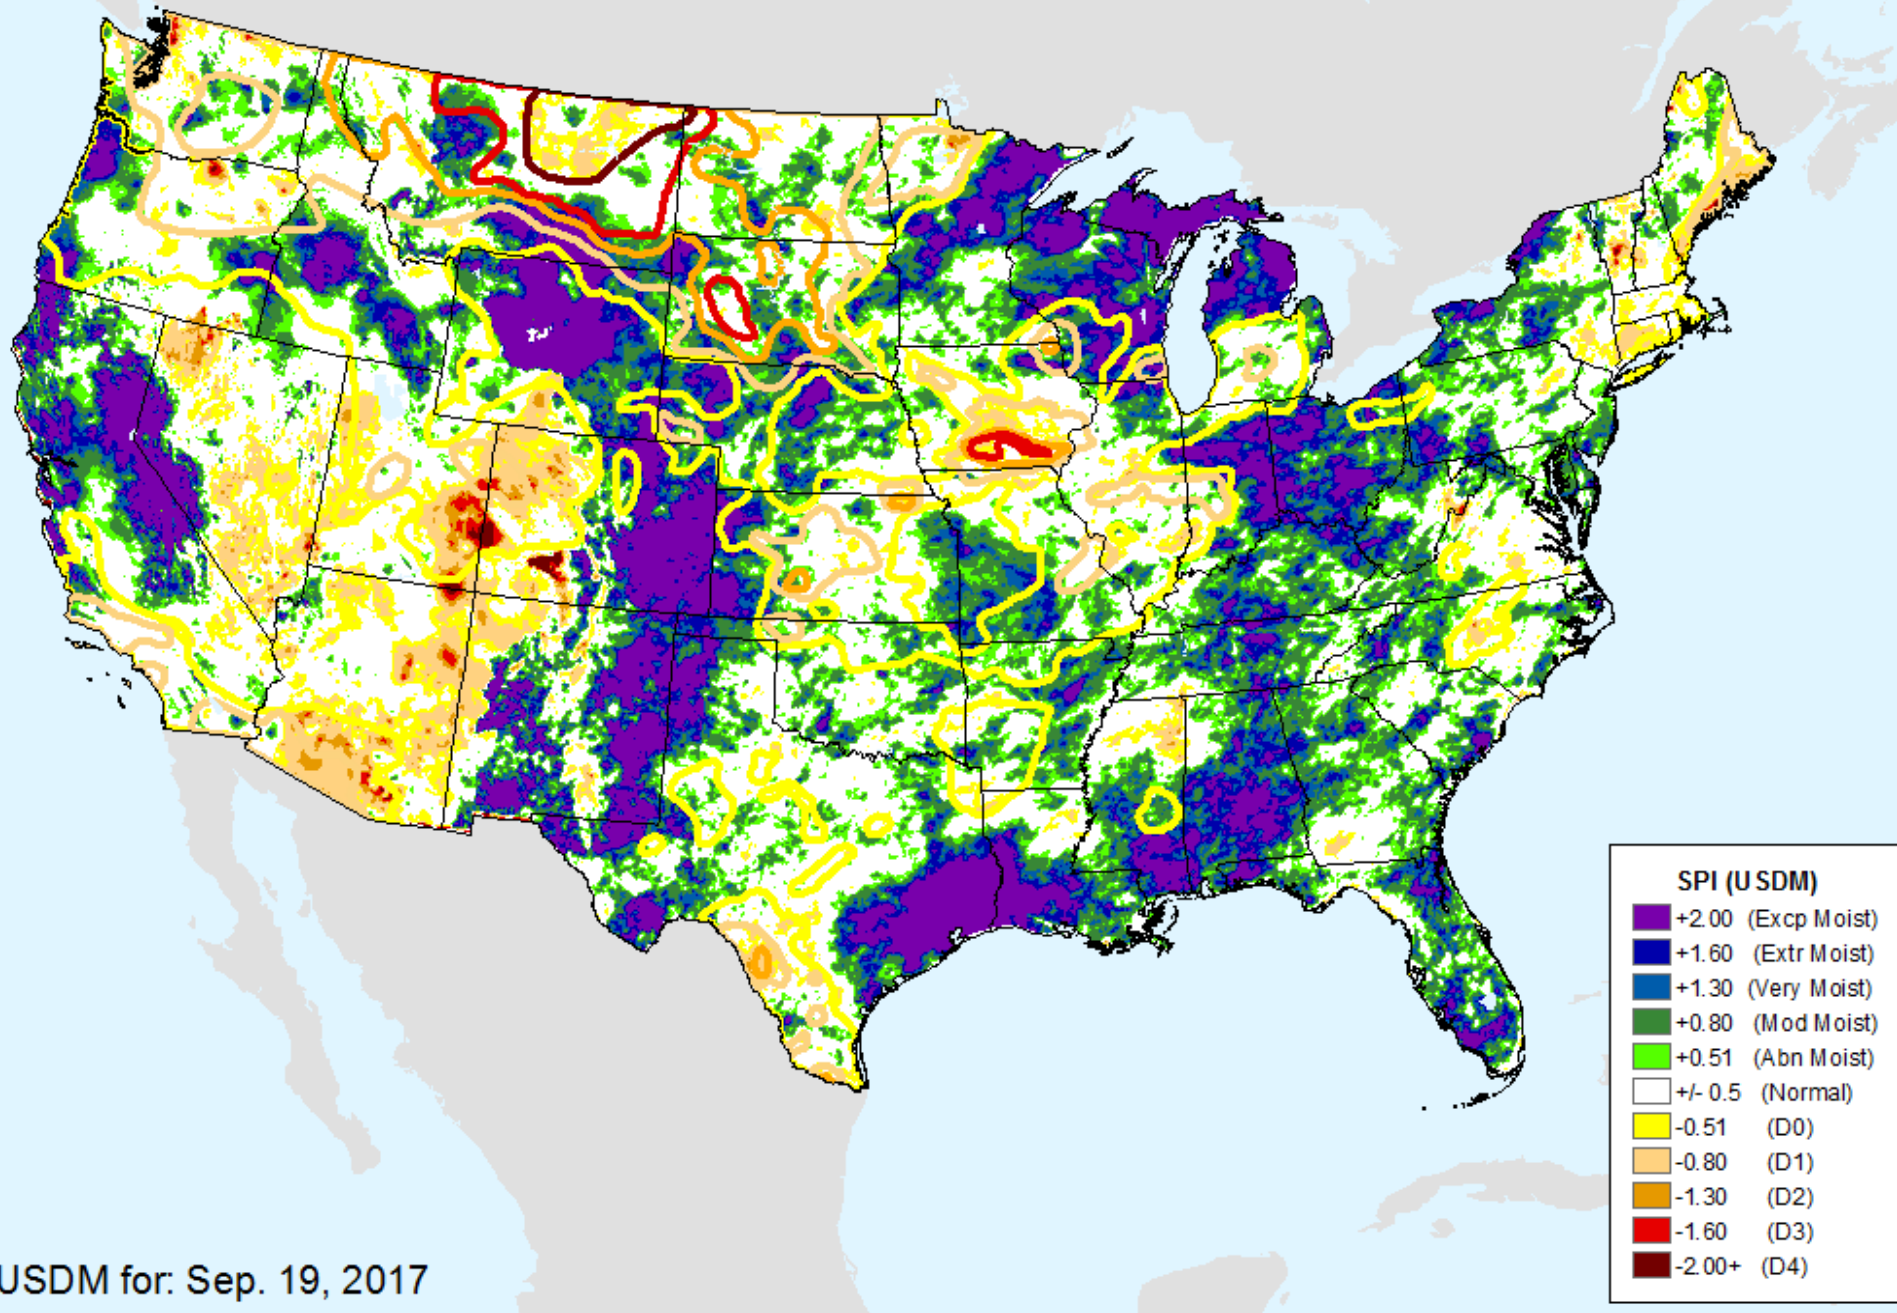 SPI (USDM)
+2.00 (Excp Moist)
+1.60 (Extr Moist)
+1.30 (Very Moist)
+0.80 (Mod Moist)
+0.51 (Abn Moist)
+/- 0.5 (Normal)
-0.51 (D0)
-0.80 (D1)
-1.30 (D2)
-1.60 (D3)
-2.00+ (D4)
USDM for: Sep. 19, 2017